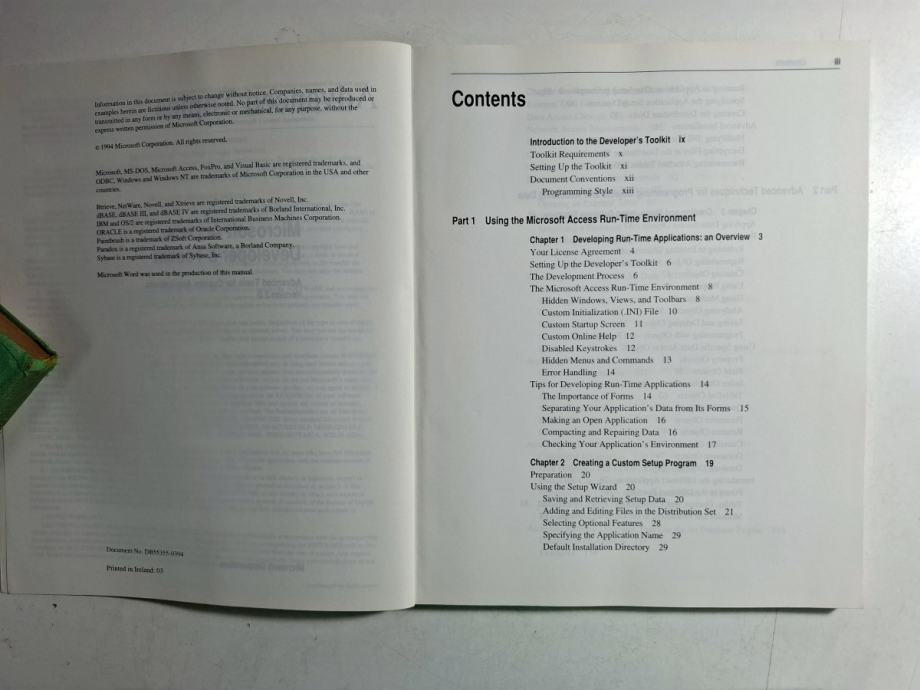 Information in this document is subject to change without notice. Companies, names, and data used in
examples herein are fictitious unless otherwise noted. No part of this document may be reproduced or
transmitted in any form or by any means, electronic or mechanical, for any purpose, without the
express written permission of Microsoft Corporation.
© 1994 Microsoft Corporation. All rights reserved.
Microsoft, MS-DOS, Microsoft Access, FoxPro, and Visual Basic are registered trademarks, and
ODBC, Windows and Windows NT are trademarks of Microsoft Corporation in the USA and other
countries.
Btrieve, NetWare, Novell, and Xtrieve are registered trademarks of Novell, Inc.
dBASE, dBASE III, and dBASE IV are registered trademarks of Borland International, Inc.
IBM and OS/2 are registered trademarks of International Business Machines Corporation.
ORACLE is a registered trademark of Oracle Corporation.
Paintbrush is a trademark of ZSoft Corporation.
Paradox is a registered trademark of Ansa Software, a Borland Company.
Sybase is a registered trademark of Sybase, Inc.
Microsoft Word was used in the production of this manual.
Document No. DB55355-0394
Printed in Ireland: 03
iii
Contents
Introduction to the Developer's Toolkit ix
Toolkit Requirements x
Setting Up the Toolkit xi
Document Conventions xii
Programming Style xiii
Part 1 Using the Microsoft Access Run-Time Environment
Chapter 1 Developing Run-Time Applications: an Overview 3
Your License Agreement 4
Setting Up the Developer's Toolkit 6
The Development Process 6
The Microsoft Access Run-Time Environment 8
Hidden Windows, Views, and Toolbars 8
Custom Initialization (.INI) File 10
Custom Startup Screen 11
Custom Online Help 12
Disabled Keystrokes 12
Hidden Menus and Commands 13
Error Handling 14
Tips for Developing Run-Time Applications 14
The Importance of Forms 14
Separating Your Application's Data from Its Forms 15
Making an Open Application 16
Compacting and Repairing Data 16
Checking Your Application's Environment 17
Chapter 2 Creating a Custom Setup Program 19
Preparation 20
Using the Setup Wizard 20
Saving and Retrieving Setup Data 20
Adding and Editing Files in the Distribution Set 21
Selecting Optional Features 28
Specifying the Application Name 29
Default Installation Directory 29